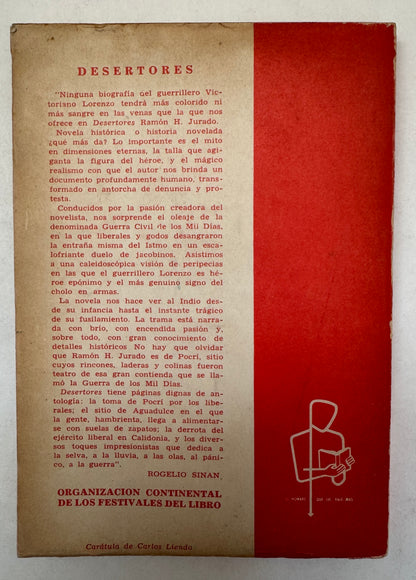 DESERTORES
"Ninguna biografía del guerrillero Vic-
toriano Lorenzo tendrá más colorido ni
más sangre en las venas que la que nos
ofrece en Desertores Ramón H. Jurado.
Novela histórica o historia novelada
¿qué más da? Lo importante es el mito
en dimensiones eternas, la talla que agi-
ganta la figura del héroe, y el mágico
realismo con que el autor nos brinda un
documento profundamente humano, trans-
formado en antorcha de denuncia y pro-
testa.
Conducidos por la pasión creadora del
novelista, nos sorprende el oleaje de la
denominada Guerra Civil de los Mil Días,
en la que liberales y godos desangraron
la entraña misma del Istmo en un esca-
lofriante duelo de jacobinos. Asistimos
a una caleidoscópica visión de peripecias
en las que el guerrillero Lorenzo es hé-
roe epónimo y el más genuino signo del
cholo en armas.
La novela nos hace ver al Indio des-
de su infancia hasta el instante trágico
de su fusilamiento. La trama está narra-
da con brío, con encendida pasión y,
sobre todo, con gran conocimiento de
detalles históricos No hay que olvidar
que Ramón H. Jurado es de Pocrí, sitio
cuyos rincones, laderas y colinas fueron
teatro de esa gran contienda que se lla-
mó la Guerra de los Mil Días.
Desertores tiene páginas dignas de an-
tología: la toma de Pocrí por los libe-
rales; el sitio de Aguadulce en el que
la gente, hambrienta, llega a alimentar-
se con suelas de zapatos; la derrota del
ejército liberal en Calidonia, y los diver-
sos toques impresionistas que dedica a
la selva, a la lluvia, a las olas, al páni-
co, a la guerra".
ROGELIO SINAN
ORGANIZACION CONTINENTAL
DE LOS FESTIVALES DEL LIBRO
Carátula de Carlos Liendo